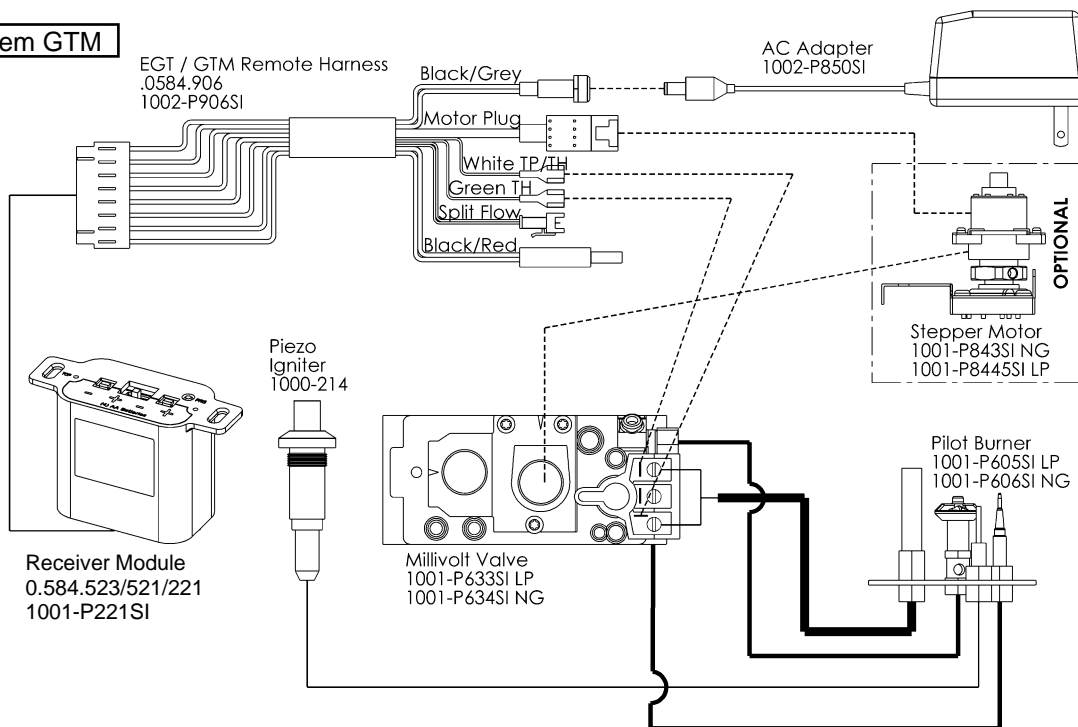 em GTM
EGT / GTM Remote Harness
.0584.906
1002-P906SI
Black/Grey
Motor Plug
White TP/TH
Green TH
Split Flow
Black/Red
AC Adapter
1002-P850SI
OPTIONAL
Stepper Motor
1001-P843SI NG
1001-P8445SI LP
Piezo
Igniter
1000-214
Receiver Module
0.584.523/521/221
1001-P221SI
Millivolt Valve
1001-P633SI LP
1001-P634SI NG
Pilot Burner
1001-P605SI LP
1001-P606SI NG